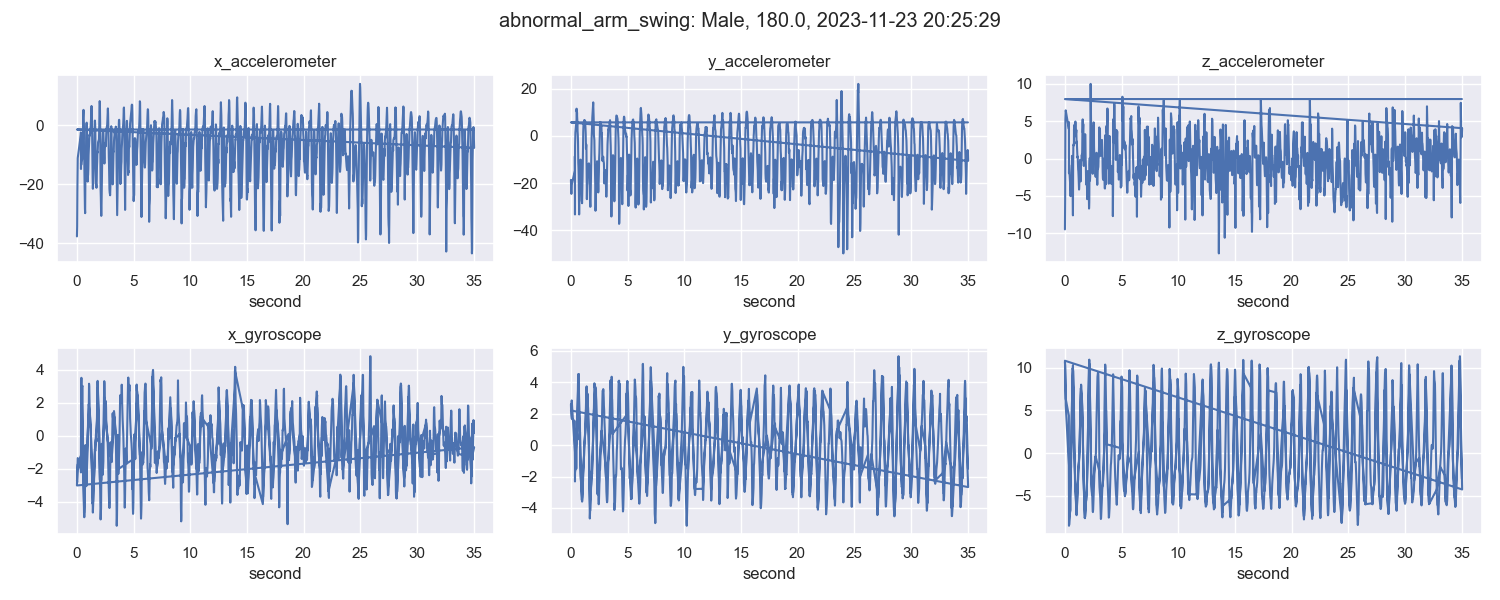 abnormal_arm_swing: Male, 180.0, 2023-11-23 20:25:29
x_accelerometer
0
−20
−40
0 5 10 15 20 25 30 35
second
y_accelerometer
20
0
−20
−40
0 5 10 15 20 25 30 35
second
z_accelerometer
10
5
0
−5
−10
0 5 10 15 20 25 30 35
second
x_gyroscope
4
2
0
−2
−4
0 5 10 15 20 25 30 35
second
y_gyroscope
6
4
2
0
−2
−4
0 5 10 15 20 25 30 35
second
z_gyroscope
10
5
0
−5
0 5 10 15 20 25 30 35
second